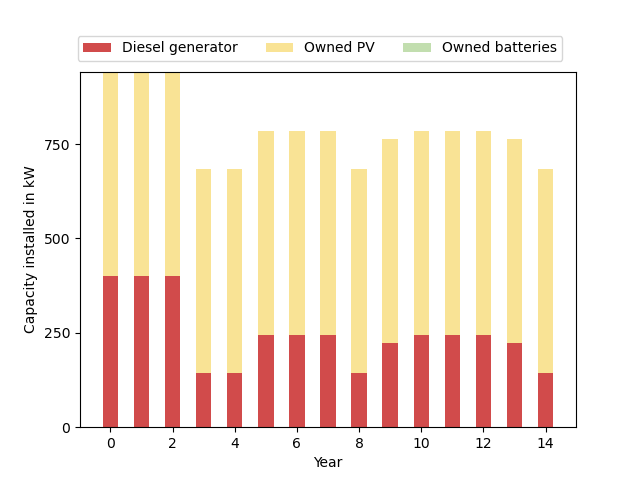 Diesel generator Owned PV Owned batteries
Capacity installed in kW
750
500
250
0
0 2 4 6 8 10 12 14
Year